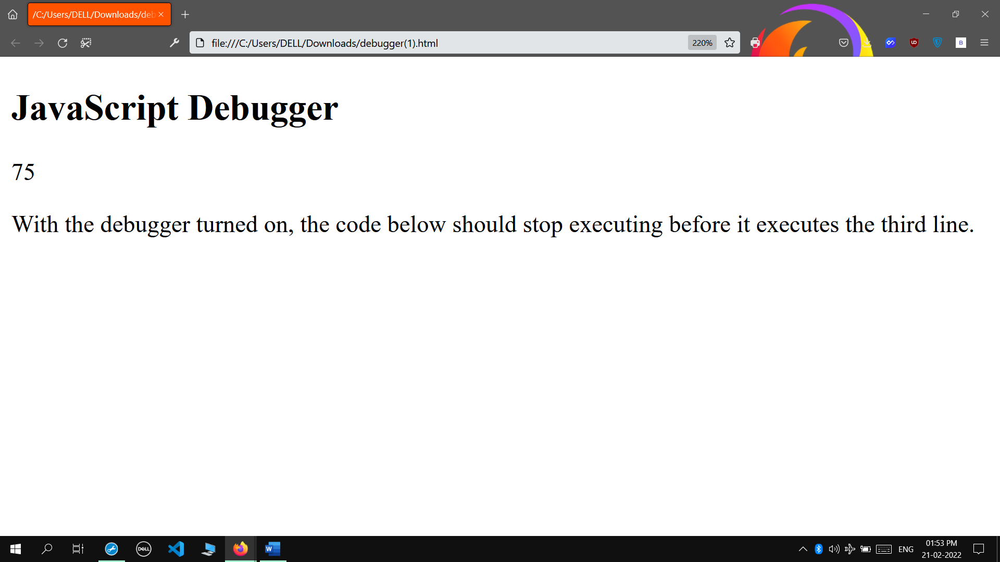 /C:/Users/DELL/Downloads/deb
file:///C:/Users/DELL/Downloads/debugger(1).html
220%
B
JavaScript Debugger
75
With the debugger turned on, the code below should stop executing before it executes the third line.
DELL
W
ENG
01:53 PM
21-02-2022